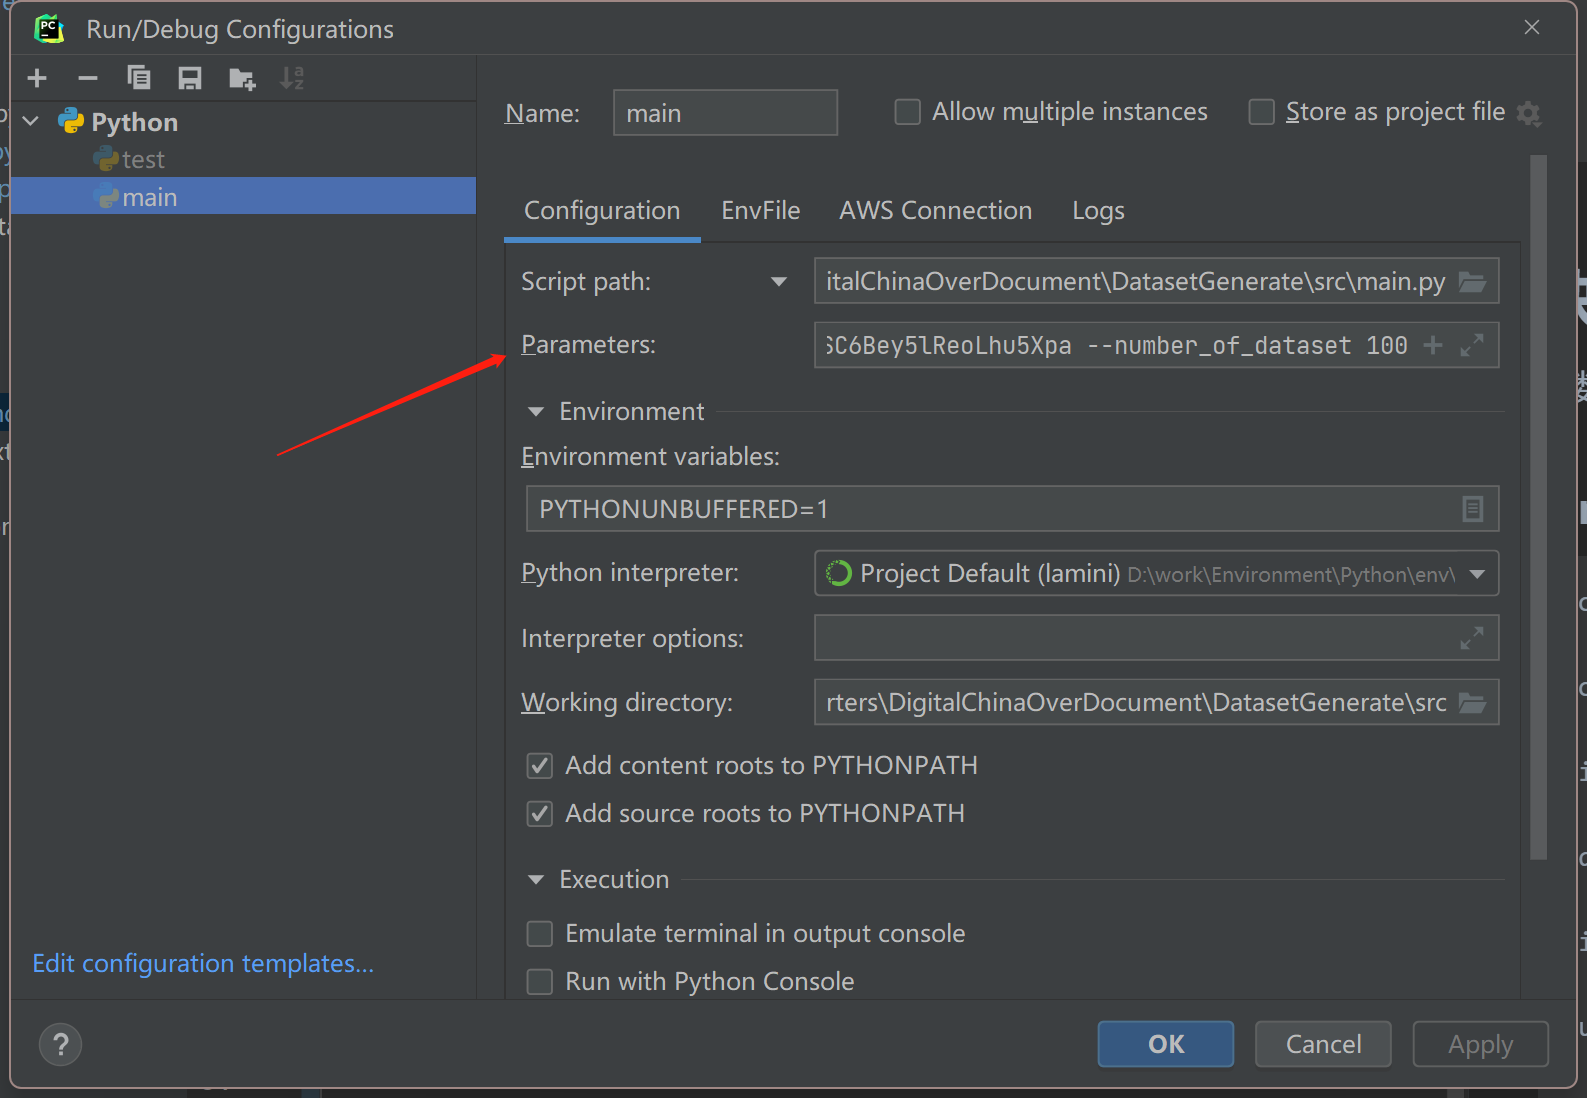 Run/Debug Configurations
Python
test
main
Name:
main
Allow multiple instances
Store as project file
Configuration
EnvFile
AWS Connection
Logs
Script path:
italChinaOverDocument\DatasetGenerate\src\main.py
Parameters:
SC6Bey5lReoLhu5Xpa --number_of_dataset 100
Environment
Environment variables:
PYTHONUNBUFFERED=1
Python interpreter:
Project Default (lamini) D:\work\Environment\Python\env\
Interpreter options:
Working directory:
rters\DigitalChinaOverDocument\DatasetGenerate\src
Add content roots to PYTHONPATH
Add source roots to PYTHONPATH
Execution
Emulate terminal in output console
Run with Python Console
Edit configuration templates...
?
OK
Cancel
Apply